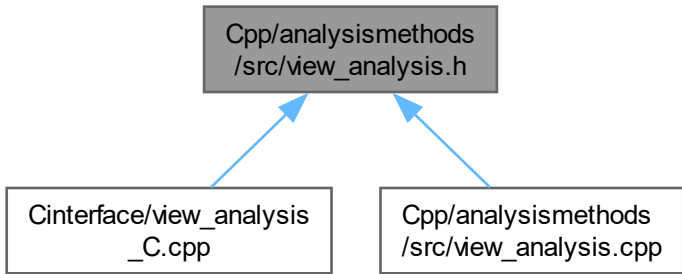 Cpp/analysismethods
/src/view_analysis.h
Cinterface/view_analysis
_C.cpp
Cpp/analysismethods
/src/view_analysis.cpp